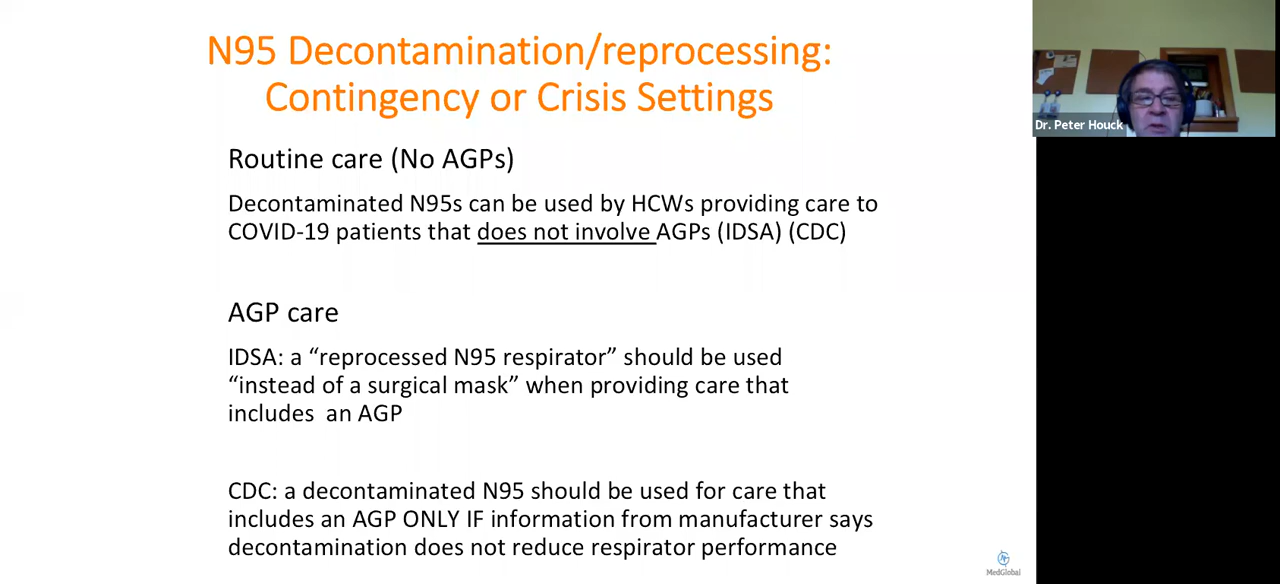 N95 Decontamination/reprocessing:
Contingency or Crisis Settings
Routine care (No AGPs)
Decontaminated N95s can be used by HCWs providing care to
COVID-19 patients that does not involve AGPs (IDSA) (CDC)
AGP care
IDSA: a “reprocessed N95 respirator” should be used
“instead of a surgical mask” when providing care that
includes  an AGP
CDC: a decontaminated N95 should be used for care that
includes an AGP ONLY IF information from manufacturer says
decontamination does not reduce respirator performance
MedGlobal
Dr. Peter Houck